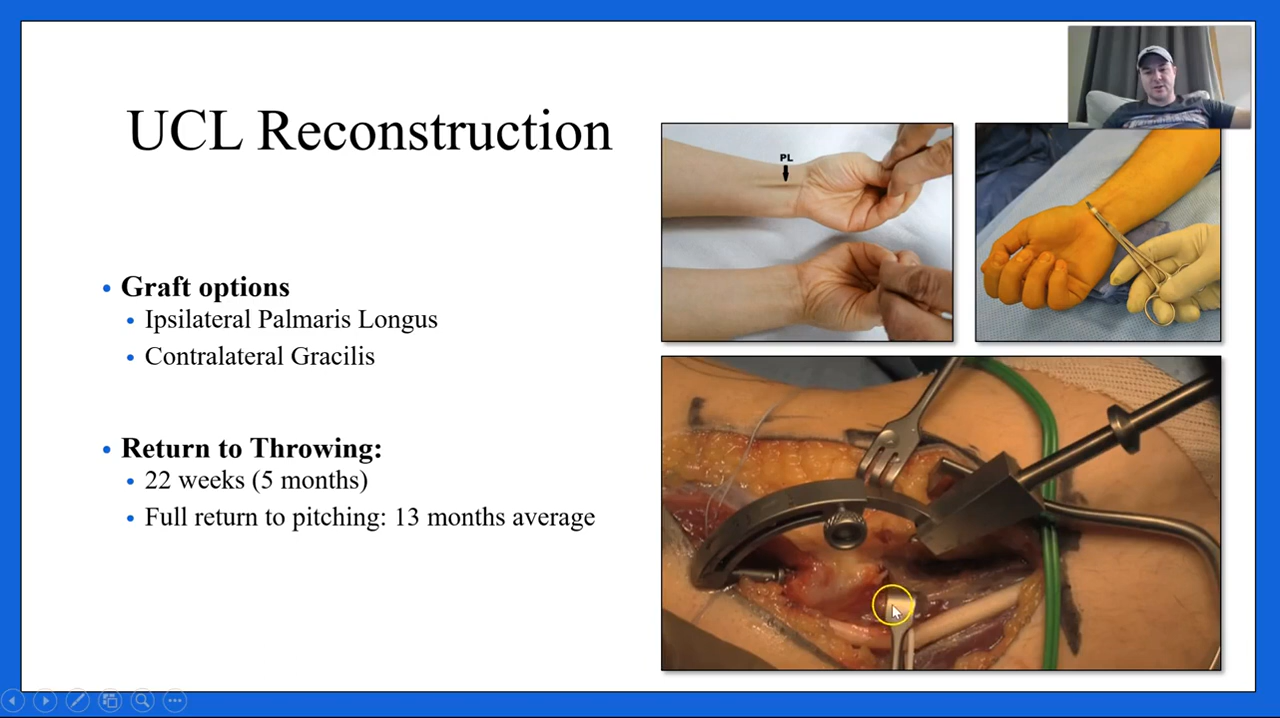 UCL Reconstruction
PL
Graft options
Ipsilateral Palmaris Longus
Contralateral Gracilis
Return to Throwing:
22 weeks (5 months)
Full return to pitching: 13 months average